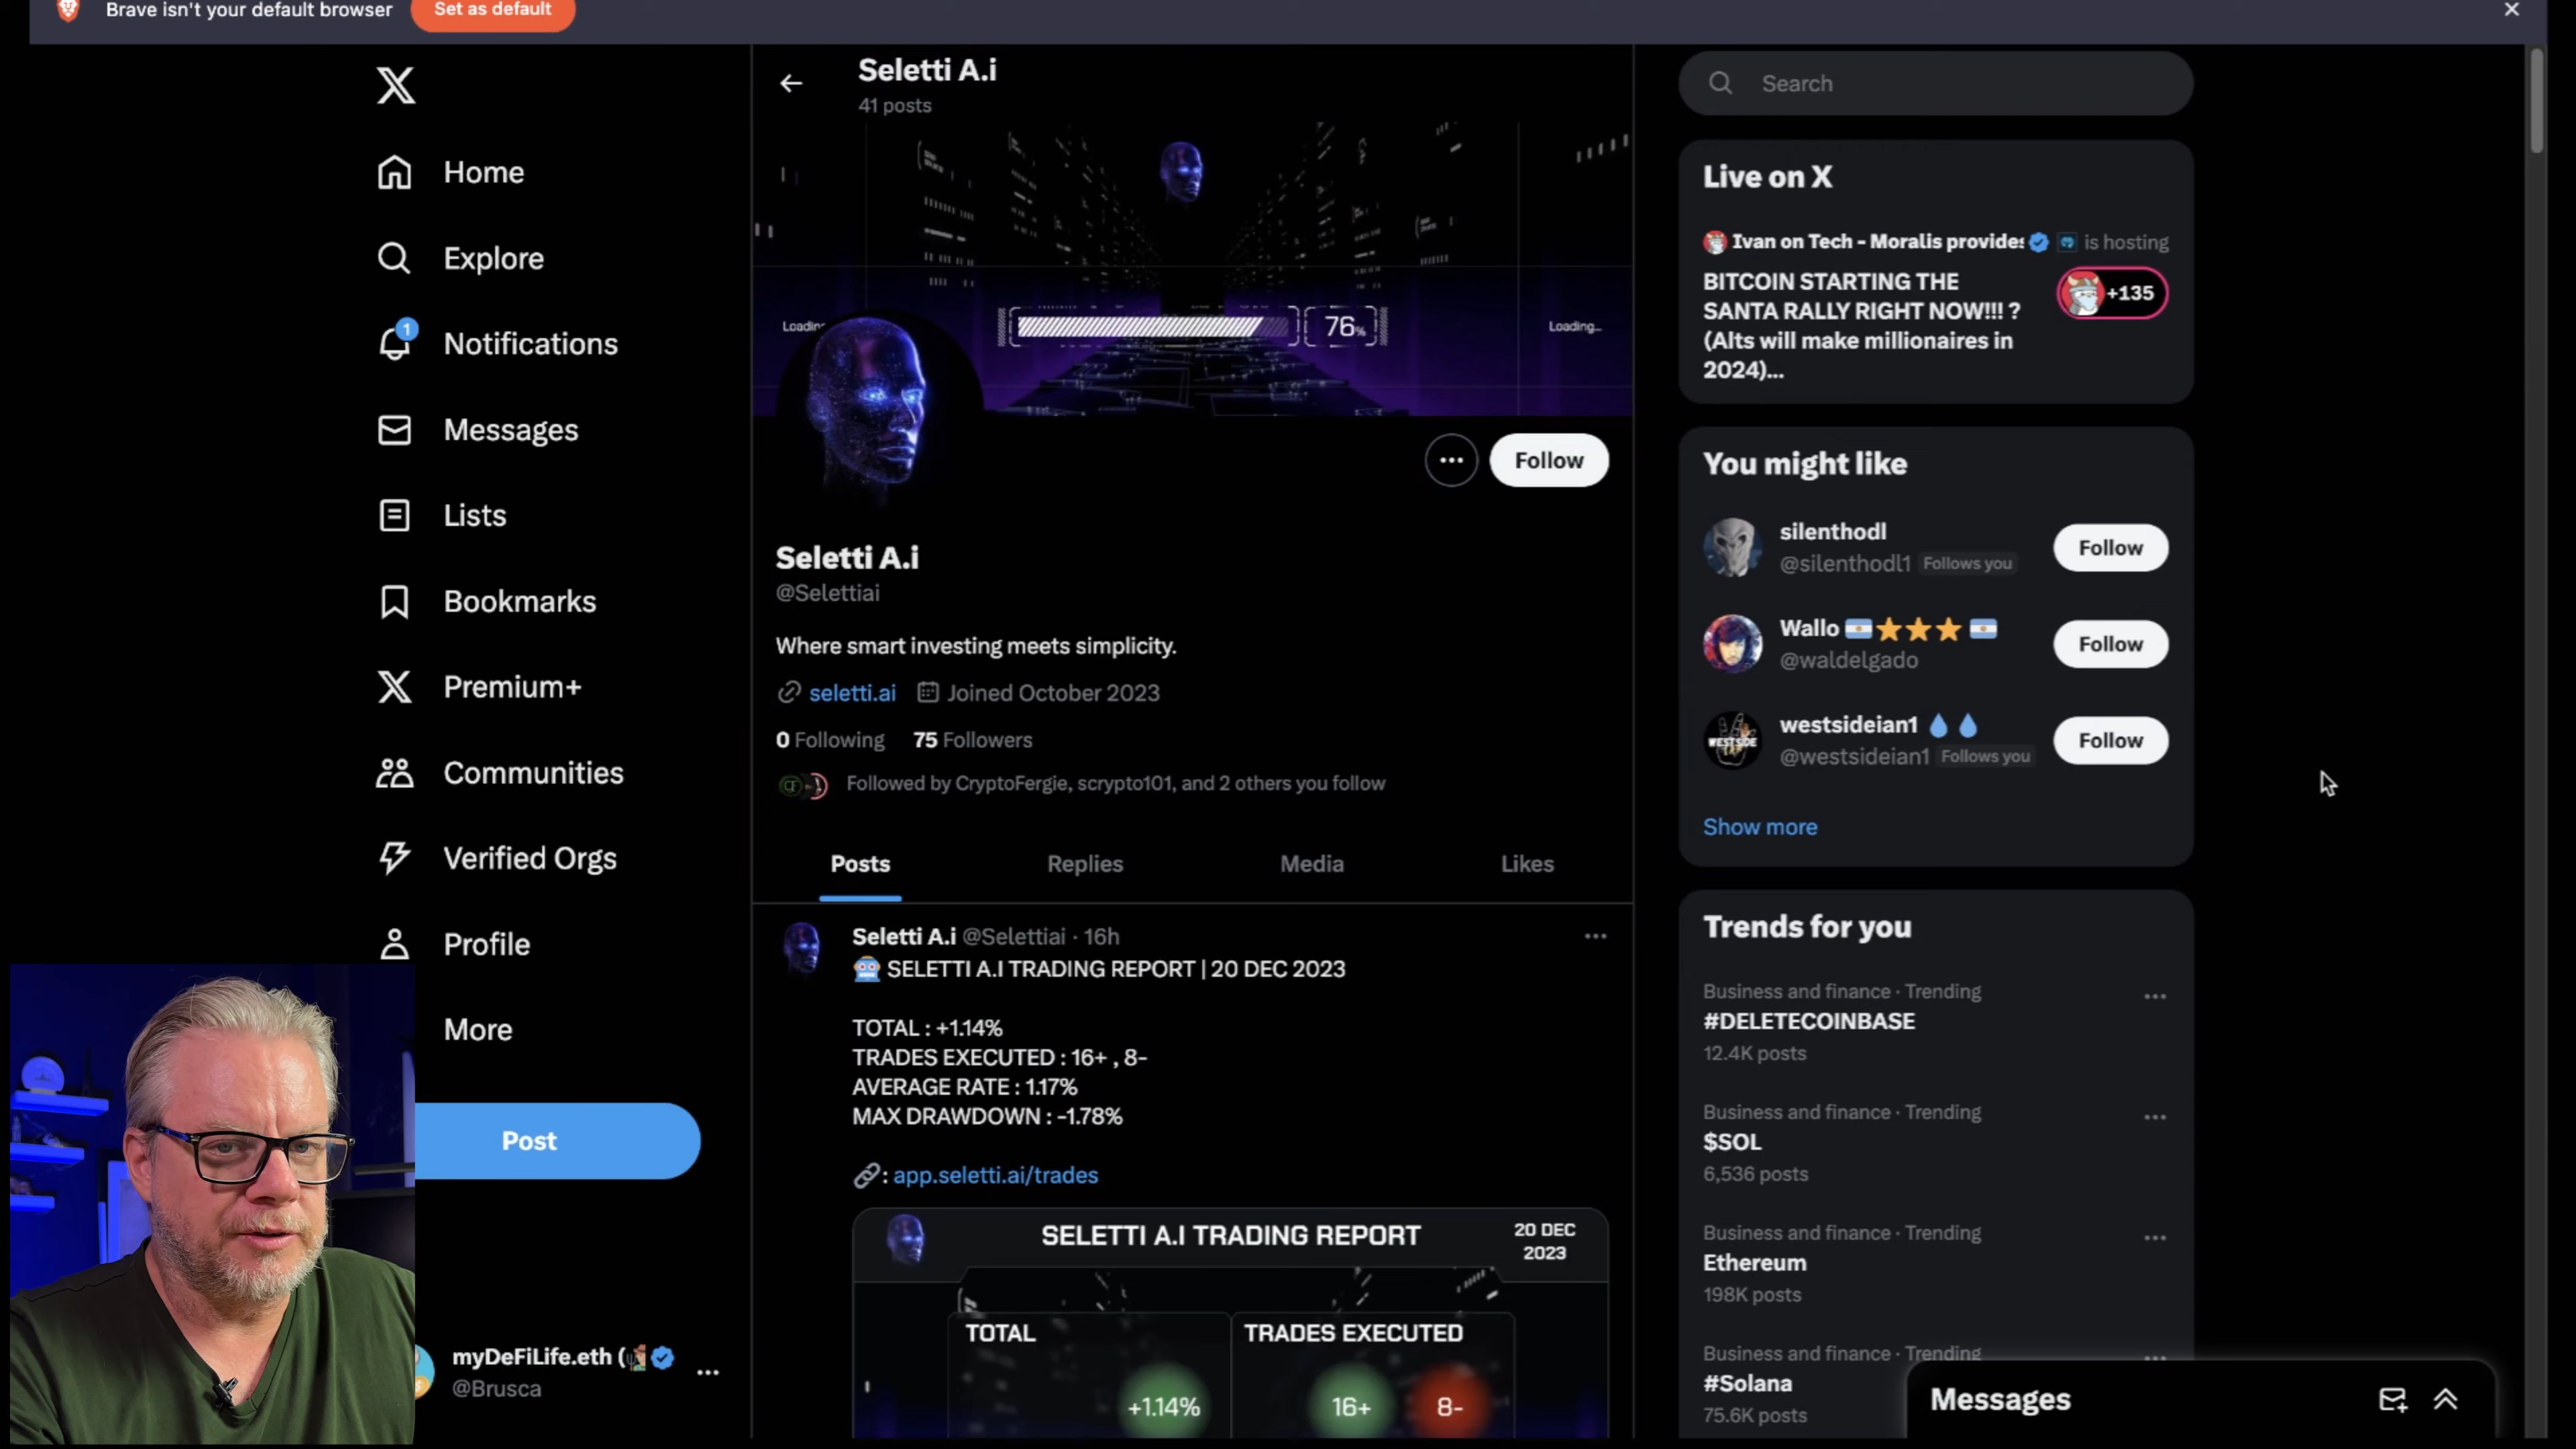 Brave isn't your default browser
Set as default
Home
Explore
1
Notifications
Messages
Lists
Bookmarks
Premium+
Communities
Verified Orgs
Profile
More
Post
myDeFiLife.eth (
@Brusca
Seletti A.i
41 posts
Loading...
76%
Follow
Seletti A.i
@Selettiai
Where smart investing meets simplicity.
seletti.ai Joined October 2023
0 Following 75 Followers
Followed by CryptoFergie, scrypto101, and 2 others you follow
Posts Replies Media Likes
Seletti A.i @Selettiai · 16h
🤖 SELETTI A.I TRADING REPORT | 20 DEC 2023
TOTAL : +1.14%
TRADES EXECUTED : 16+ , 8-
AVERAGE RATE : 1.17%
MAX DRAWDOWN : -1.78%
🔗: app.seletti.ai/trades
SELETTI A.I TRADING REPORT
20 DEC
2023
TOTAL
+1.14%
TRADES EXECUTED
16+ 8-
Search
Live on X
Ivan on Tech - Moralis provides is hosting
BITCOIN STARTING THE
SANTA RALLY RIGHT NOW!!! ?
(Alts will make millionaires in
2024)...
+135
You might like
silenthodl
@silenthodl1 Follows you
Follow
Wallo 🇦🇷⭐⭐⭐🇦🇷
@waldelgado
Follow
WESTSIDE
westsideian1 💧💧
@westsideian1 Follows you
Follow
Show more
Trends for you
Business and finance · Trending
#DELETECOINBASE
12.4K posts
Business and finance · Trending
$SOL
6,536 posts
Business and finance · Trending
Ethereum
198K posts
Business and finance · Trending
#Solana
75.6K posts
Messages